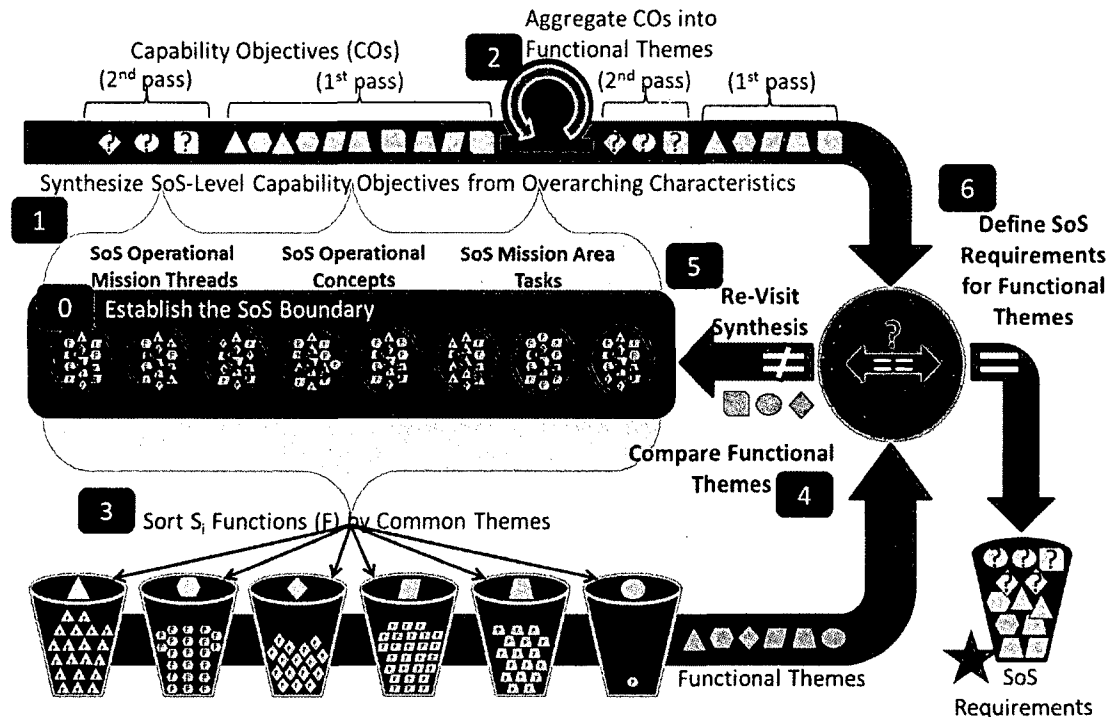 Aggregate COs into
Functional Themes
2
Capability Objectives (COs)
(2nd pass)
(1st pass)
(2nd pass)
(1st pass)
? ? ?
? ? ?
Synthesize SoS-Level Capability Objectives from Overarching Characteristics
1
SoS Operational
Mission Threads
SoS Operational
Concepts
SoS Mission Area
Tasks
0
Establish the SoS Boundary
5
Re-Visit
Synthesis
≠
?
==
=
6
Define SoS
Requirements
for Functional
Themes
Compare Functional
Themes
4
3
Sort Si Functions (F) by Common Themes
Functional Themes
? ? ?
? ?
SoS
Requirements